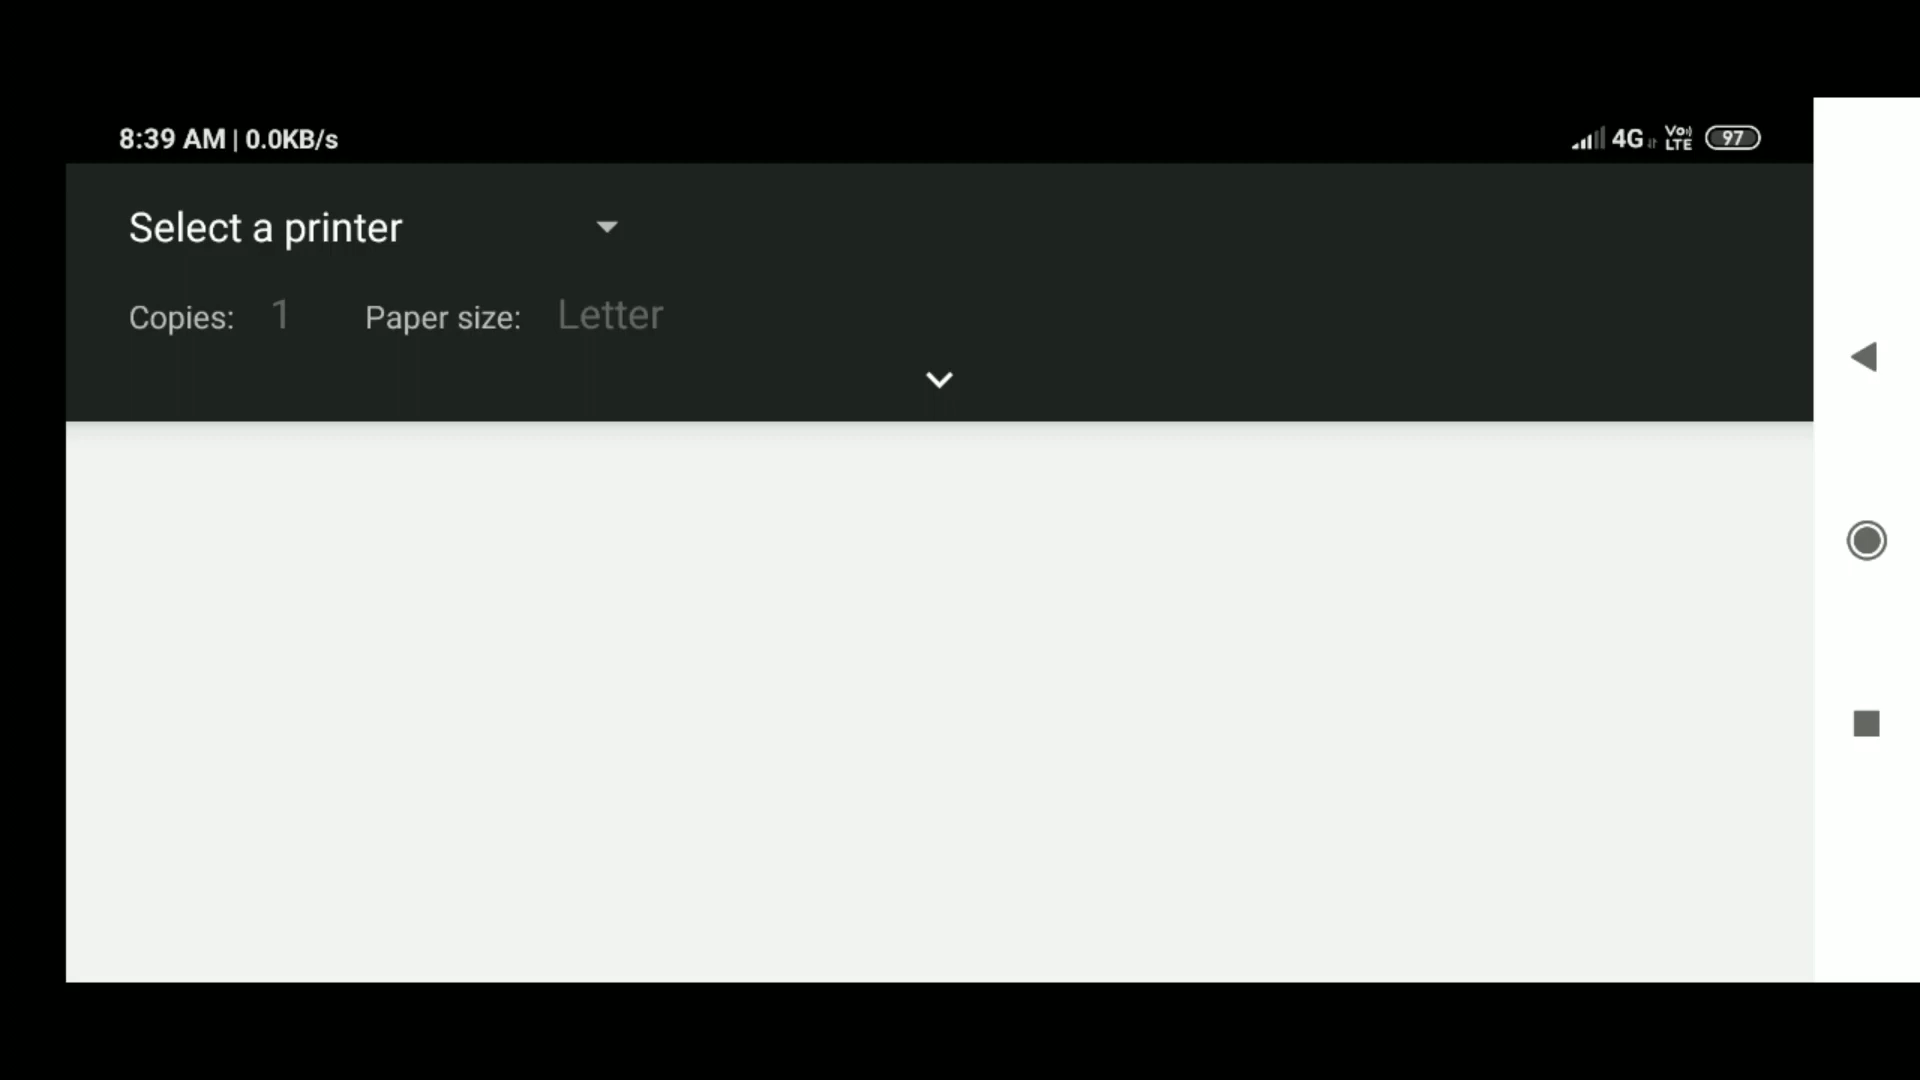 8:39 AM | 0.0KB/s 4G Vo)) LTE 97
Select a printer
Copies: 1 Paper size: Letter